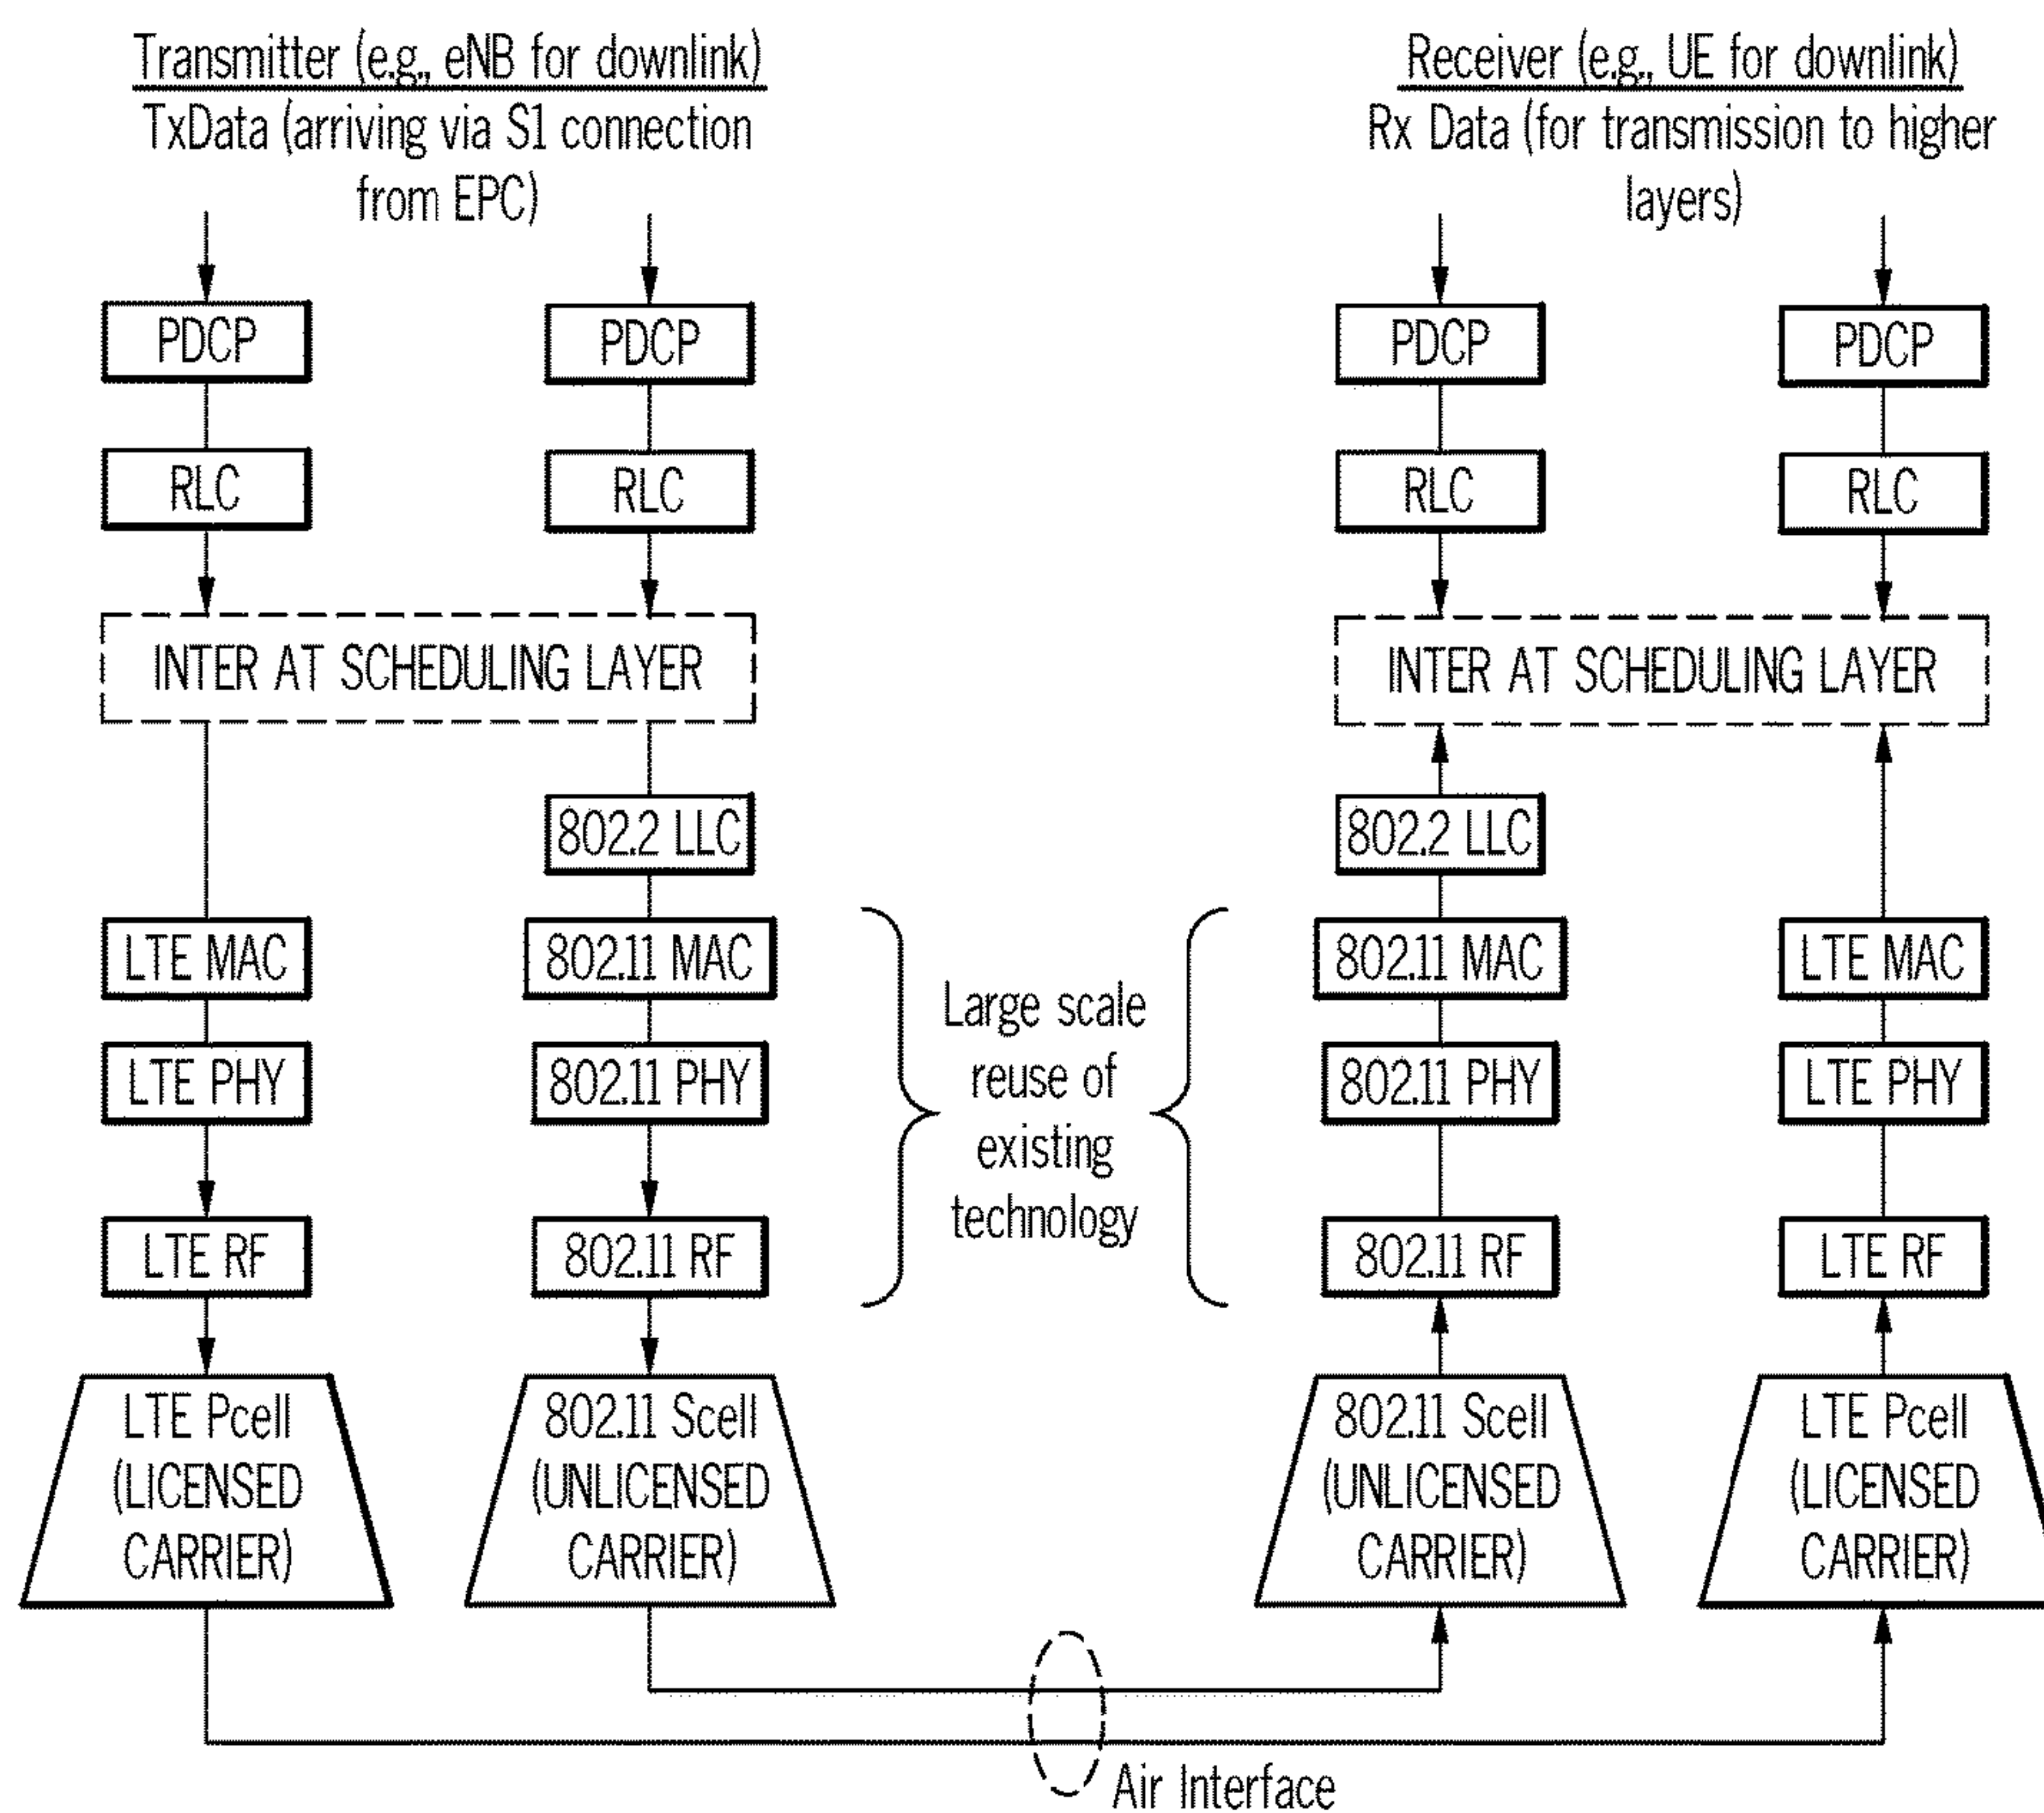 Transmitter (e.g., eNB for downlink)
TxData (arriving via S1 connection
from EPC)
Receiver (e.g., UE for downlink)
Rx Data (for transmission to higher
layers)
PDCP
PDCP
PDCP
PDCP
RLC
RLC
RLC
RLC
INTER AT SCHEDULING LAYER
INTER AT SCHEDULING LAYER
802.2 LLC
802.2 LLC
LTE MAC
802.11 MAC
802.11 MAC
LTE MAC
LTE PHY
802.11 PHY
802.11 PHY
LTE PHY
Large scale
reuse of
existing
technology
LTE RF
802.11 RF
802.11 RF
LTE RF
LTE Pcell
(LICENSED
CARRIER)
802.11 Scell
(UNLICENSED
CARRIER)
802.11 Scell
(UNLICENSED
CARRIER)
LTE Pcell
(LICENSED
CARRIER)
Air Interface